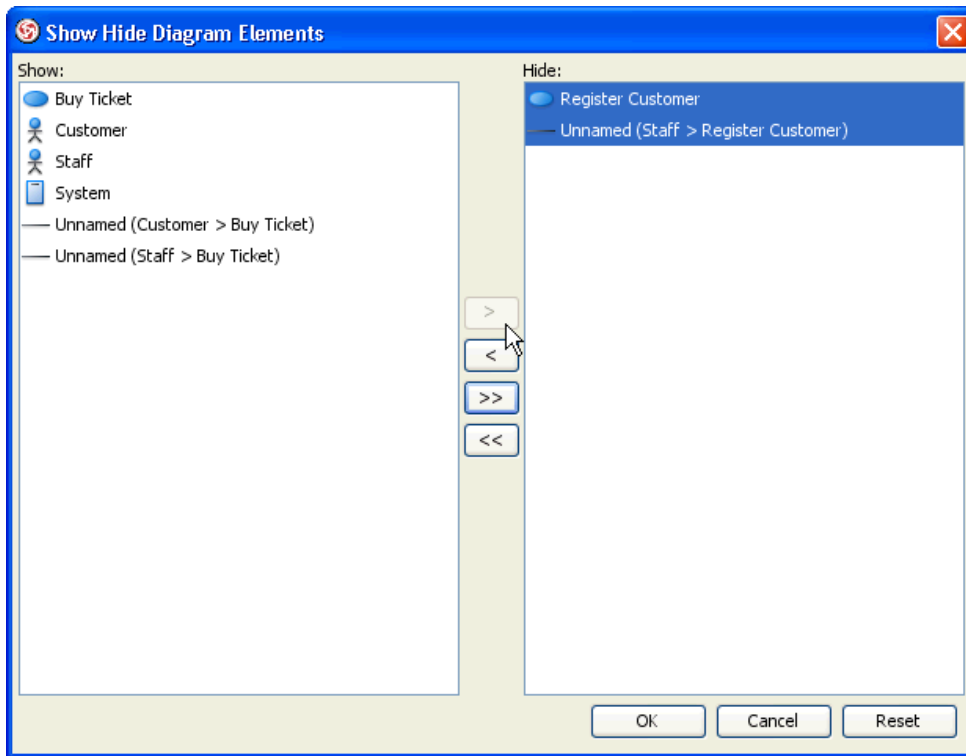 Show Hide Diagram Elements
Show:
Buy Ticket
Customer
Staff
System
Unnamed (Customer > Buy Ticket)
Unnamed (Staff > Buy Ticket)
>
<
>>
<<
Hide:
Register Customer
Unnamed (Staff > Register Customer)
OK
Cancel
Reset